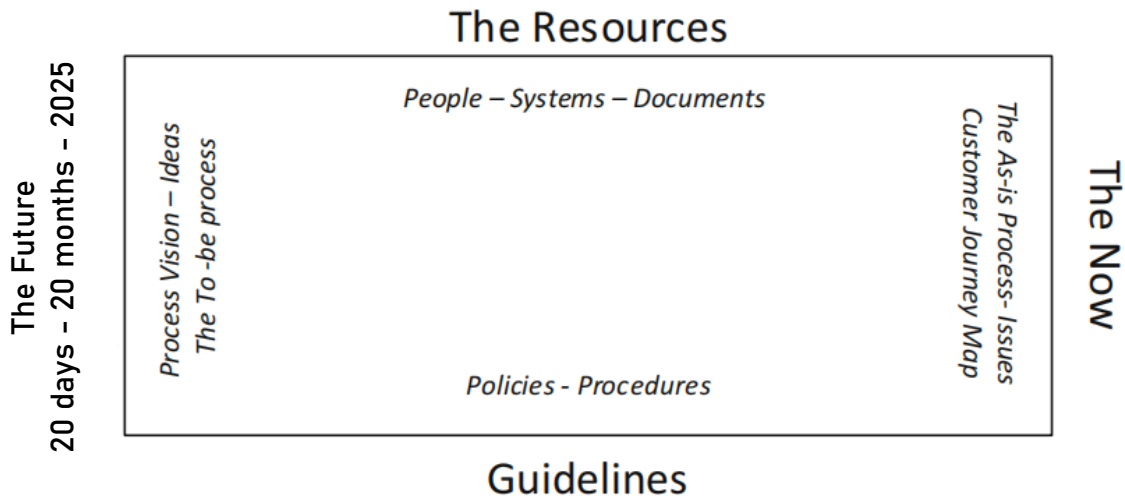 The Resources
People – Systems – Documents
The Future
20 days - 20 months - 2025
Process Vision – Ideas
The To -be process
The As-is Process- Issues
Customer Journey Map
The Now
Policies - Procedures
Guidelines